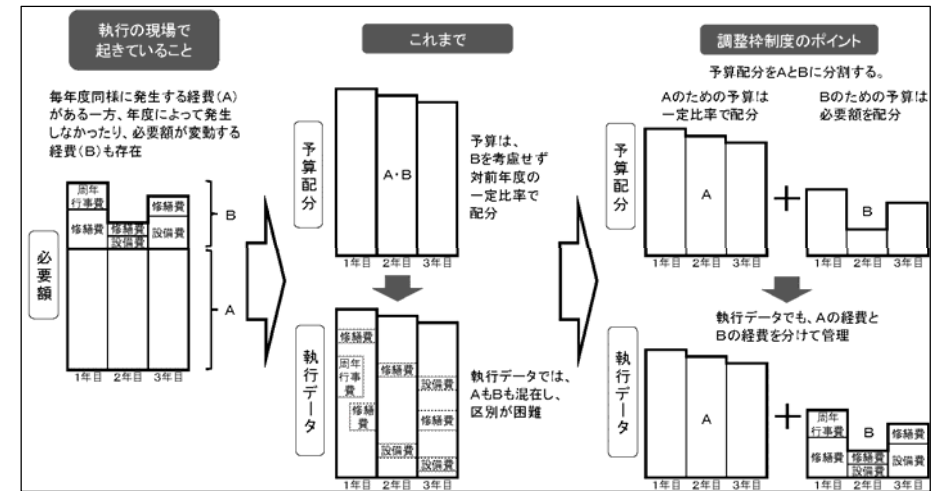 執行の現場で
起きていること
毎年度同様に発生する経費(A)
がある一方、年度によって発生
しなかったり、必要額が変動する
経費(B)も存在
必要額
周年
行事費
修繕費
修繕費
設備費
修繕費
設備費
B
A
1年目 2年目 3年目
これまで
予算配分
A・B
予算は、
Bを考慮せず
対前年度の
一定比率で
配分
1年目 2年目 3年目
執行データ
修繕費
周年
行事
費
修繕
費
修繕費
設備費
設備費
修繕費
設備費
執行データでは、
AもBも混在し、
区別が困難
1年目 2年目 3年目
調整枠制度のポイント
予算配分をAとBに分割する。
Aのための予算は
一定比率で配分
Bのための予算は
必要額を配分
予算配分
A
+
B
1年目 2年目 3年目
1年目 2年目 3年目
執行データでも、Aの経費と
Bの経費を分けて管理
執行データ
A
+
周年
行事費
修繕費
B
修繕費
設備費
修繕費
設備費
1年目 2年目 3年目
1年目 2年目 3年目